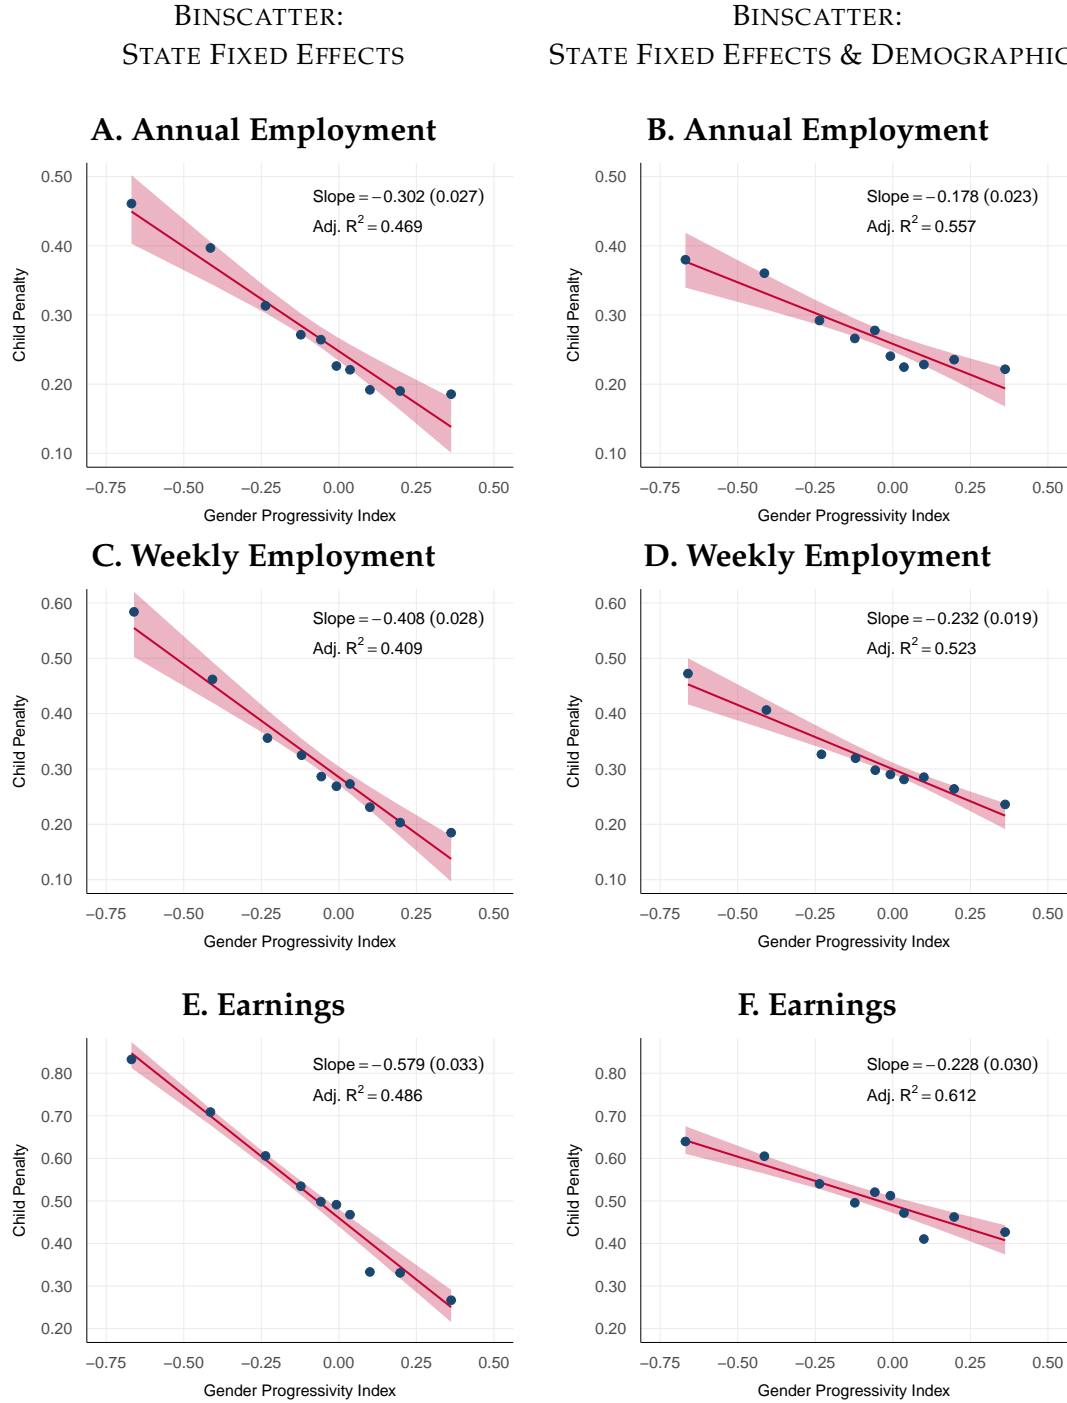 BINSCATTER:
STATE FIXED EFFECTS
BINSCATTER:
STATE FIXED EFFECTS & DEMOGRAPHIC
A. Annual Employment
Slope = −0.302 (0.027)
Adj. R² = 0.469
Child Penalty
0.50
0.40
0.30
0.20
0.10
−0.75 −0.50 −0.25 0.00 0.25 0.50
Gender Progressivity Index
B. Annual Employment
Slope = −0.178 (0.023)
Adj. R² = 0.557
Child Penalty
0.50
0.40
0.30
0.20
0.10
−0.75 −0.50 −0.25 0.00 0.25 0.50
Gender Progressivity Index
C. Weekly Employment
Slope = −0.408 (0.028)
Adj. R² = 0.409
Child Penalty
0.60
0.50
0.40
0.30
0.20
0.10
−0.75 −0.50 −0.25 0.00 0.25 0.50
Gender Progressivity Index
D. Weekly Employment
Slope = −0.232 (0.019)
Adj. R² = 0.523
Child Penalty
0.60
0.50
0.40
0.30
0.20
0.10
−0.75 −0.50 −0.25 0.00 0.25 0.50
Gender Progressivity Index
E. Earnings
Slope = −0.579 (0.033)
Adj. R² = 0.486
Child Penalty
0.80
0.70
0.60
0.50
0.40
0.30
0.20
−0.75 −0.50 −0.25 0.00 0.25 0.50
Gender Progressivity Index
F. Earnings
Slope = −0.228 (0.030)
Adj. R² = 0.612
Child Penalty
0.80
0.70
0.60
0.50
0.40
0.30
0.20
−0.75 −0.50 −0.25 0.00 0.25 0.50
Gender Progressivity Index